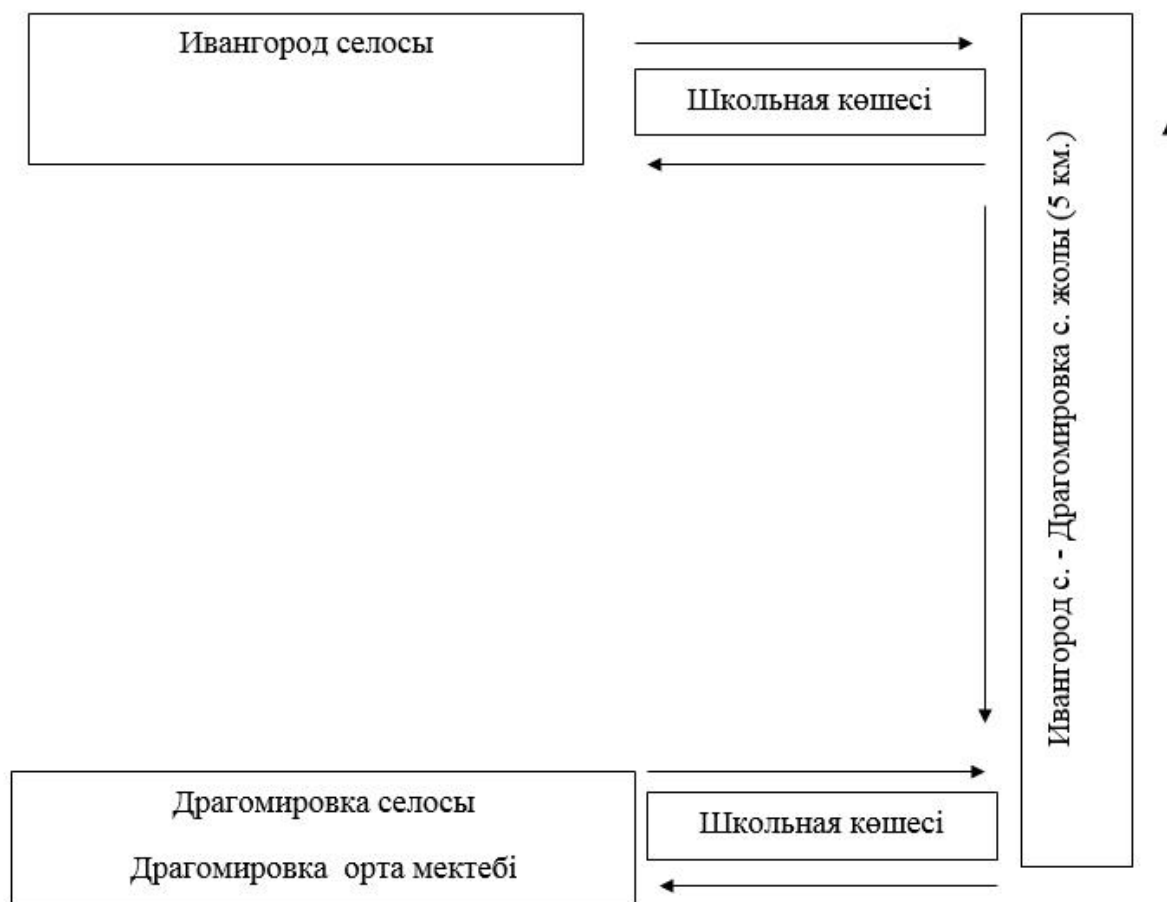 Ивангород селосы
Школьная көшесі
Ивангород с. - Драгомировка с. жолы (5 км.)
Драгомировка селосы
Драгомировка орта мектебі
Школьная көшесі